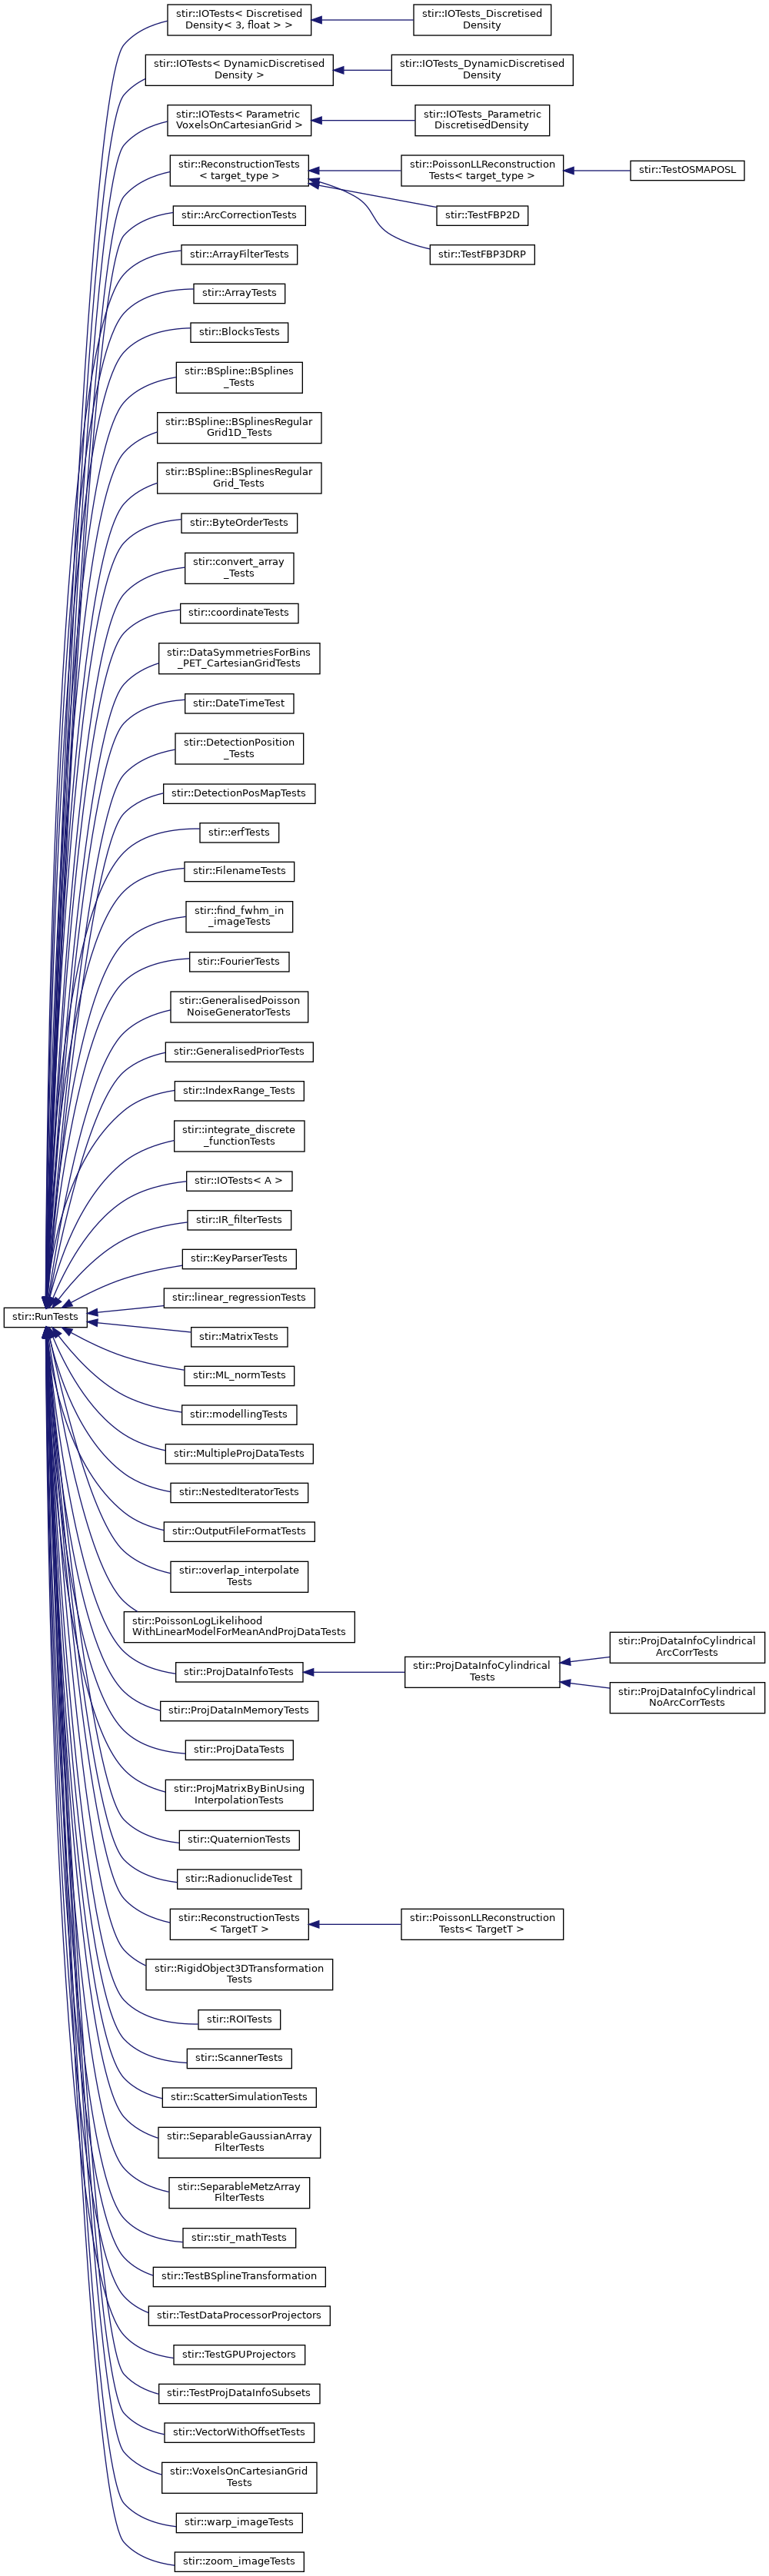 stir::IOTests< Discretised
Density< 3, float > >
stir::IOTests_Discretised
Density
stir::IOTests< DynamicDiscretised
Density >
stir::IOTests_DynamicDiscretised
Density
stir::IOTests< Parametric
VoxelsOnCartesianGrid >
stir::IOTests_Parametric
DiscretisedDensity
stir::ReconstructionTests
< target_type >
stir::PoissonLLReconstruction
Tests< target_type >
stir::TestOSMAPOSL
stir::ArcCorrectionTests
stir::TestFBP2D
stir::ArrayFilterTests
stir::TestFBP3DRP
stir::ArrayTests
stir::BlocksTests
stir::BSpline::BSplines
_Tests
stir::BSpline::BSplinesRegular
Grid1D_Tests
stir::BSpline::BSplinesRegular
Grid_Tests
stir::ByteOrderTests
stir::convert_array
_Tests
stir::coordinateTests
stir::DataSymmetriesForBins
_PET_CartesianGridTests
stir::DateTimeTest
stir::DetectionPosition
_Tests
stir::DetectionPosMapTests
stir::erfTests
stir::FilenameTests
stir::find_fwhm_in
_imageTests
stir::FourierTests
stir::GeneralisedPoisson
NoiseGeneratorTests
stir::GeneralisedPriorTests
stir::IndexRange_Tests
stir::integrate_discrete
_functionTests
stir::IOTests< A >
stir::IR_filterTests
stir::KeyParserTests
stir::linear_regressionTests
stir::RunTests
stir::MatrixTests
stir::ML_normTests
stir::modellingTests
stir::MultipleProjDataTests
stir::NestedIteratorTests
stir::OutputFileFormatTests
stir::overlap_interpolate
Tests
stir::PoissonLogLikelihood
WithLinearModelForMeanAndProjDataTests
stir::ProjDataInfoTests
stir::ProjDataInfoCylindrical
Tests
stir::ProjDataInfoCylindrical
ArcCorrTests
stir::ProjDataInfoCylindrical
NoArcCorrTests
stir::ProjDataInMemoryTests
stir::ProjDataTests
stir::ProjMatrixByBinUsing
InterpolationTests
stir::QuaternionTests
stir::RadionuclideTest
stir::ReconstructionTests
< TargetT >
stir::PoissonLLReconstruction
Tests< TargetT >
stir::RigidObject3DTransformation
Tests
stir::ROITests
stir::ScannerTests
stir::ScatterSimulationTests
stir::SeparableGaussianArray
FilterTests
stir::SeparableMetzArray
FilterTests
stir::stir_mathTests
stir::TestBSplineTransformation
stir::TestDataProcessorProjectors
stir::TestGPUProjectors
stir::TestProjDataInfoSubsets
stir::VectorWithOffsetTests
stir::VoxelsOnCartesianGrid
Tests
stir::warp_imageTests
stir::zoom_imageTests